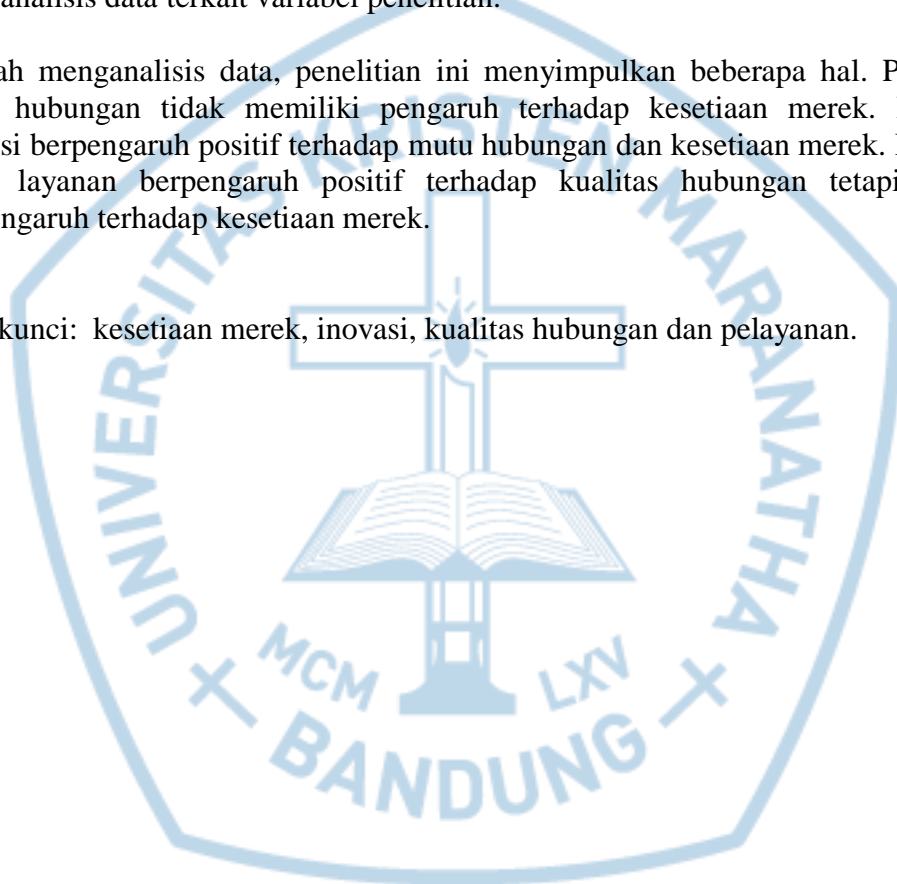 analisis data terkait variabel penelitian.
ah menganalisis data, penelitian ini menyimpulkan beberapa hal. P
hubungan tidak memiliki pengaruh terhadap kesetiaan merek.
si berpengaruh positif terhadap mutu hubungan dan kesetiaan merek.
layanan berpengaruh positif terhadap kualitas hubungan tetapi
ngaruh terhadap kesetiaan merek.
kunci: kesetiaan merek, inovasi, kualitas hubungan dan pelayanan.
UNIVERSITAS KRISTEN MARANATHA
MCM LXV
BANDUNG